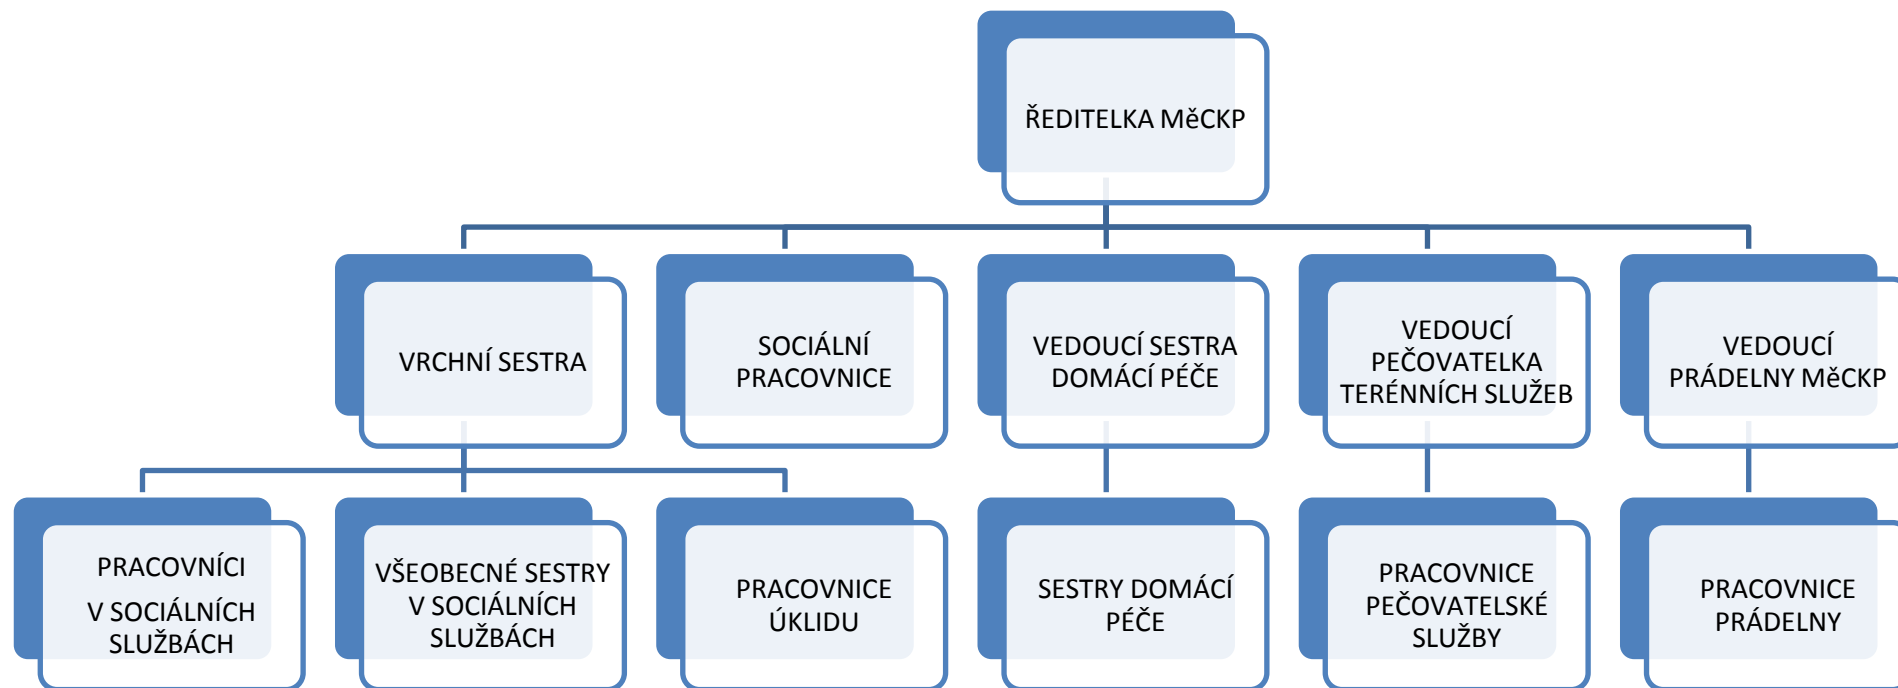 ŘEDITELKA MěCKP
VRCHNÍ SESTRA
SOCIÁLNÍ
PRACOVNICE
VEDOUCÍ SESTRA
DOMÁCÍ PÉČE
VEDOUCÍ
PEČOVATELKA
TERÉNNÍCH SLUŽEB
VEDOUCÍ
PRÁDELNY MěCKP
PRACOVNÍCI
V SOCIÁLNÍCH
SLUŽBÁCH
VŠEOBECNÉ SESTRY
V SOCIÁLNÍCH
SLUŽBÁCH
PRACOVNICE
ÚKLIDU
SESTRY DOMÁCÍ
PÉČE
PRACOVNICE
PEČOVATELSKÉ
SLUŽBY
PRACOVNICE
PRÁDELNY